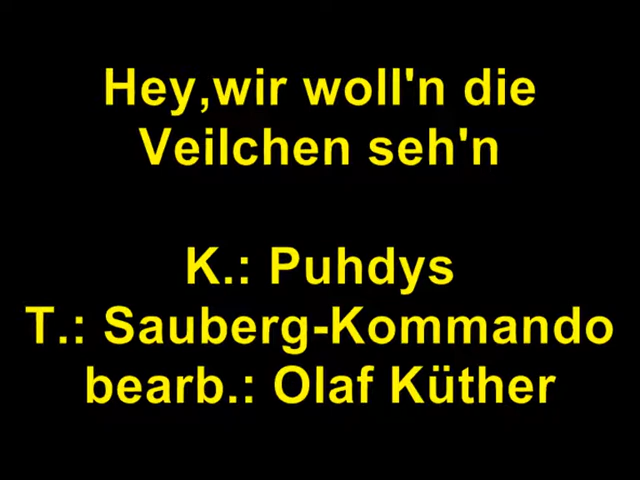 Hey,wir woll'n die
Veilchen seh'n
K.: Puhdys
T.: Sauberg-Kommando
bearb.: Olaf Küther